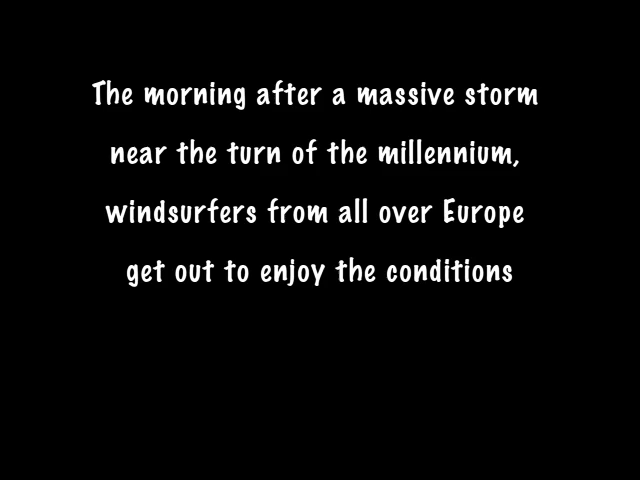 The morning after a massive storm
near the turn of the millennium,
windsurfers from all over Europe
get out to enjoy the conditions